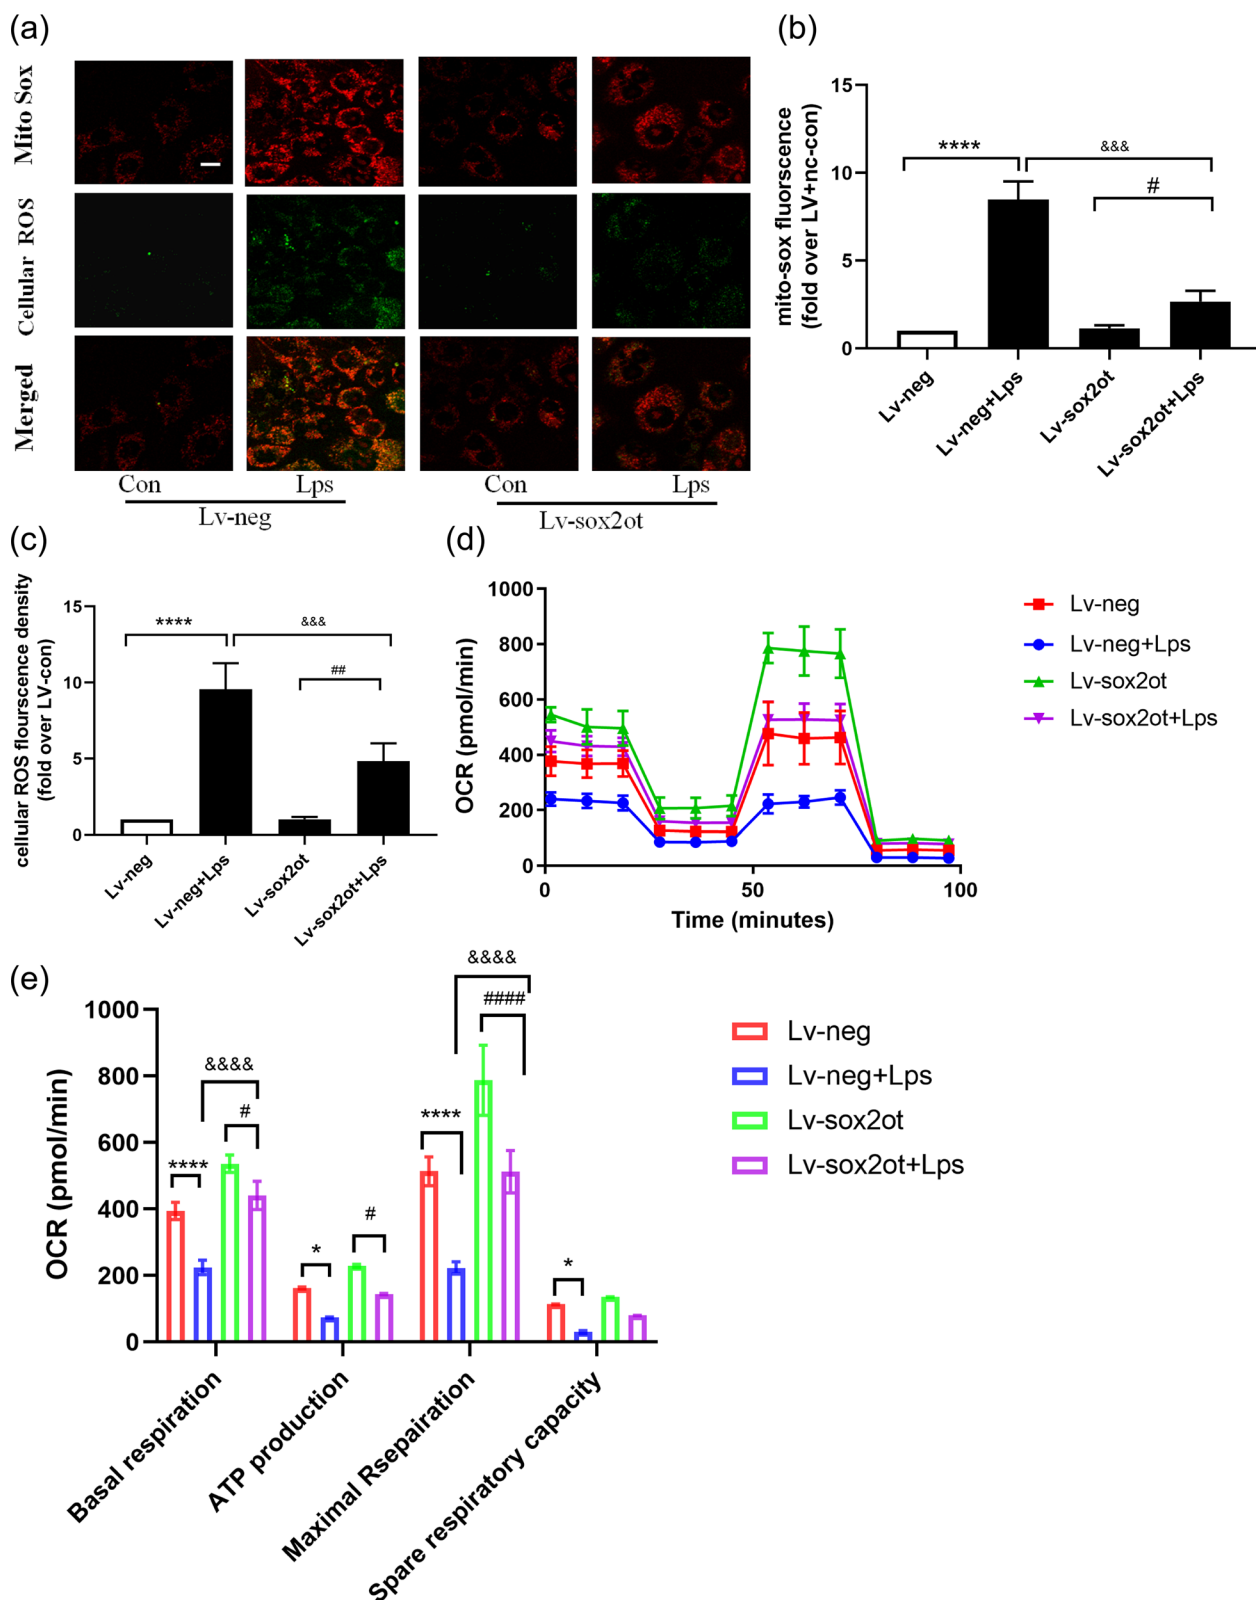 (a)
Mito Sox
Cellular ROS
Merged
Con
Lps
Con
Lps
Lv-neg
Lv-sox2ot
(b)
mito-sox fluorscence
(fold over LV+nc-con)
15
10
5
0
****
&&&
#
Lv-neg
Lv-neg+Lps
Lv-sox2ot
Lv-sox2ot+Lps
(c)
cellular ROS flourscence density
(fold over LV-con)
15
10
5
0
****
&&&
##
Lv-neg
Lv-neg+Lps
Lv-sox2ot
Lv-sox2ot+Lps
(d)
OCR (pmol/min)
1000
800
600
400
200
0
0
50
100
Time (minutes)
Lv-neg
Lv-neg+Lps
Lv-sox2ot
Lv-sox2ot+Lps
(e)
OCR (pmol/min)
1000
800
600
400
200
0
****
&&&&
#
*
#
****
&&&&
####
*
Basal respiration
ATP production
Maximal Rsepairation
Spare respiratory capacity
Lv-neg
Lv-neg+Lps
Lv-sox2ot
Lv-sox2ot+Lps